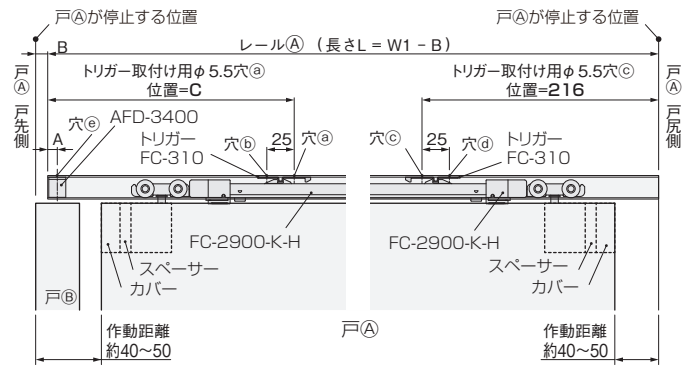 戸Ⓐが停止する位置
戸Ⓐが停止する位置
B
レールⒶ (長さL = W1 − B)
トリガー取付け用φ5.5穴ⓐ
位置=C
トリガー取付け用φ5.5穴ⓒ
位置=216
戸Ⓐ 戸先側
戸Ⓐ 戸尻側
A
穴ⓔ
AFD-3400
トリガー
FC-310
穴ⓑ
25
穴ⓐ
穴ⓒ
25
穴ⓓ
トリガー
FC-310
FC-2900-K-H
FC-2900-K-H
スペーサー
カバー
スペーサー
カバー
戸Ⓑ
戸Ⓐ
作動距離
約40〜50
作動距離
約40〜50